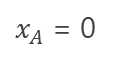 x_A = 0